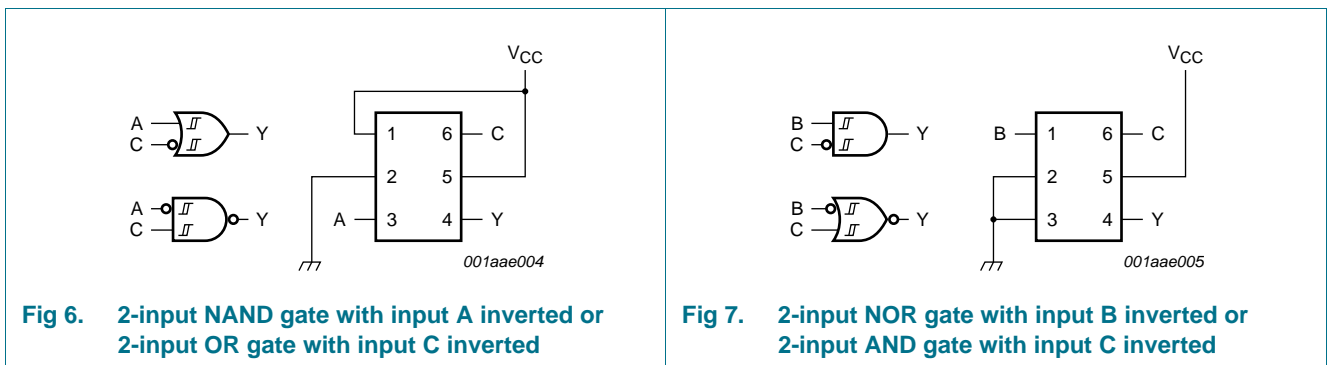 VCC
A
C
Y
A
C
Y
1 6 C
2 5
A 3 4 Y
001aae004
Fig 6. 2-input NAND gate with input A inverted or
2-input OR gate with input C inverted
VCC
B
C
Y
B
C
Y
B 1 6 C
2 5
3 4 Y
001aae005
Fig 7. 2-input NOR gate with input B inverted or
2-input AND gate with input C inverted